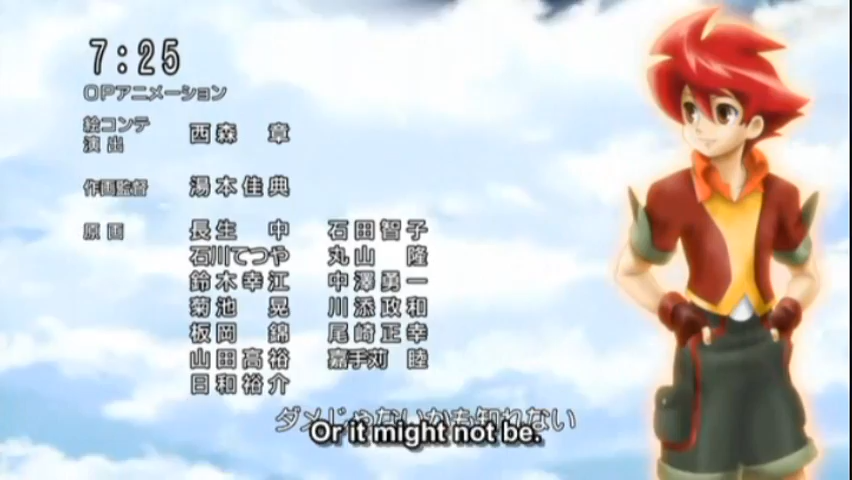 7:25
OPアニメーション
絵コンテ
演出
西森 章
作画監督 湯本佳典
原画 長生 中 石田智子
石川てつや 丸山 隆
鈴木幸江 中澤勇一
菊池 晃 川添政和
板岡 錦 尾崎正幸
山田高裕 嘉手苅 睦
日和裕介
ダメじゃないかも知れない
Or it might not be.